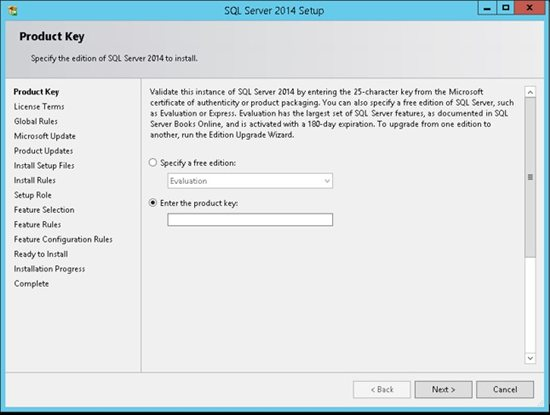 SQL Server 2014 Setup
Product Key
Specify the edition of SQL Server 2014 to install.
Product Key
License Terms
Global Rules
Microsoft Update
Product Updates
Install Setup Files
Install Rules
Setup Role
Feature Selection
Feature Rules
Feature Configuration Rules
Ready to Install
Installation Progress
Complete
Validate this instance of SQL Server 2014 by entering the 25-character key from the Microsoft
certificate of authenticity or product packaging. You can also specify a free edition of SQL Server, such
as Evaluation or Express. Evaluation has the largest set of SQL Server features, as documented in SQL
Server Books Online, and is activated with a 180-day expiration. To upgrade from one edition to
another, run the Edition Upgrade Wizard.
Specify a free edition:
Evaluation
Enter the product key:
< Back
Next >
Cancel